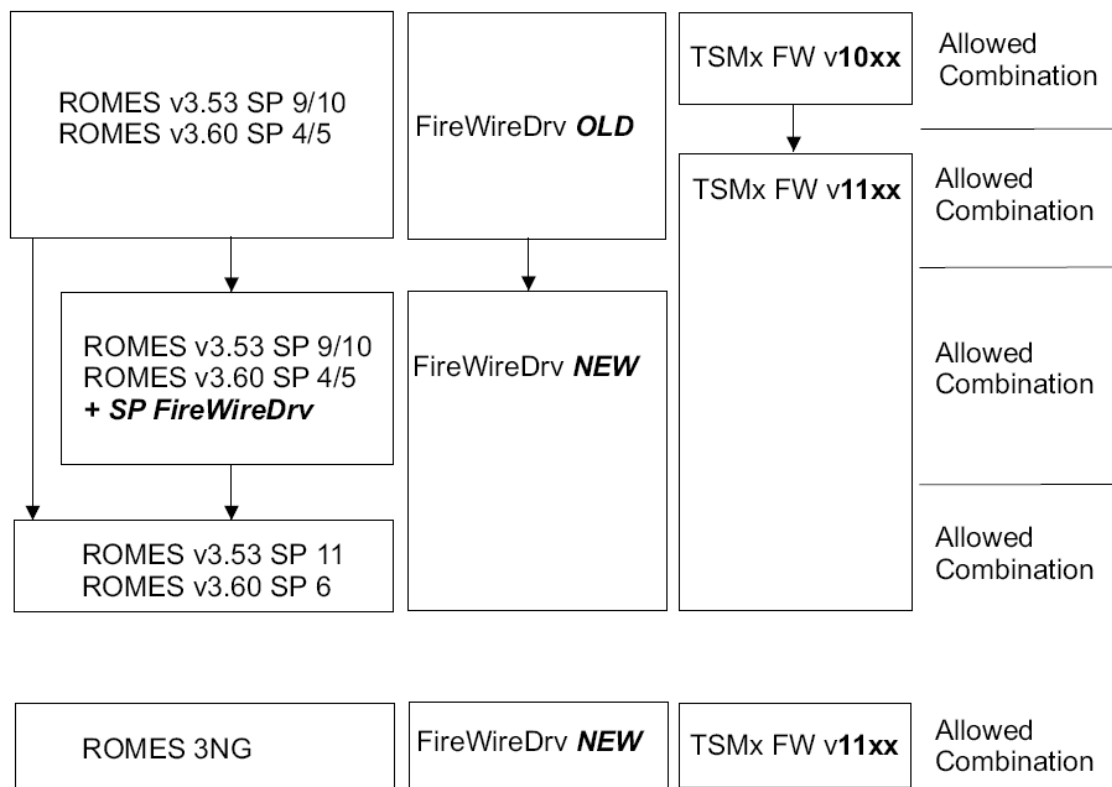 ROMES v3.53 SP 9/10
ROMES v3.60 SP 4/5
FireWireDrv OLD
TSMx FW v10xx
Allowed
Combination
TSMx FW v11xx
Allowed
Combination
ROMES v3.53 SP 9/10
ROMES v3.60 SP 4/5
+ SP FireWireDrv
FireWireDrv NEW
Allowed
Combination
ROMES v3.53 SP 11
ROMES v3.60 SP 6
Allowed
Combination
ROMES 3NG
FireWireDrv NEW
TSMx FW v11xx
Allowed
Combination